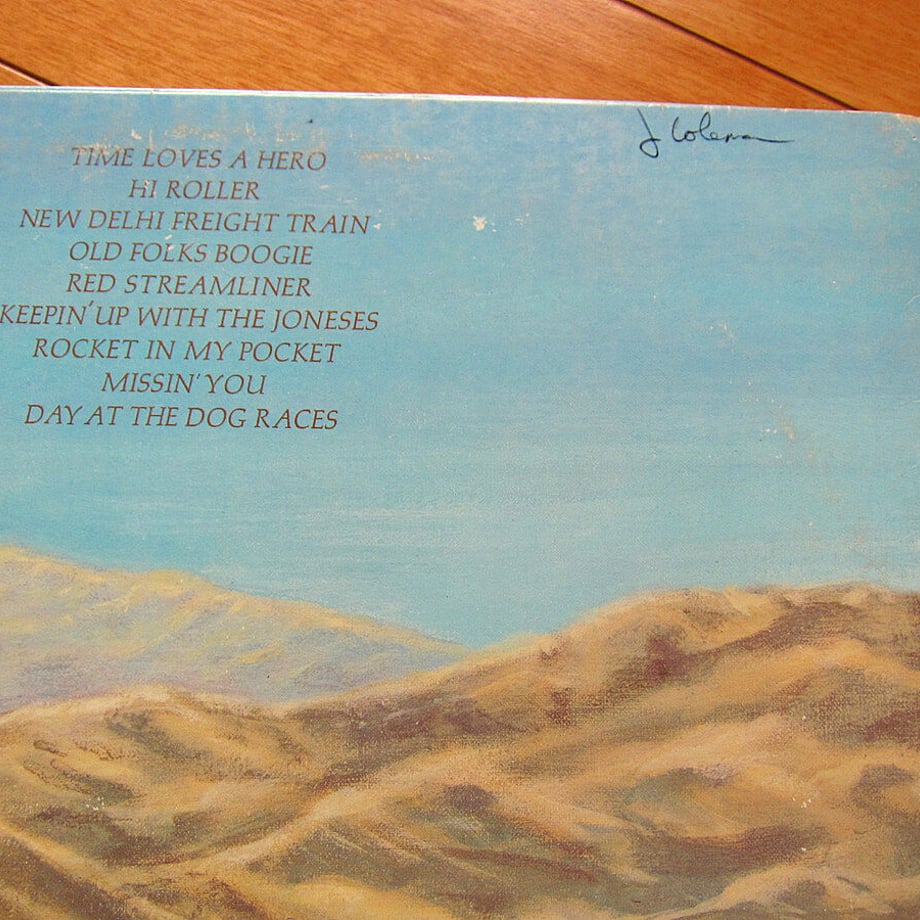 J Coleman
TIME LOVES A HERO
HI ROLLER
NEW DELHI FREIGHT TRAIN
OLD FOLKS BOOGIE
RED STREAMLINER
KEEPIN' UP WITH THE JONESES
ROCKET IN MY POCKET
MISSIN' YOU
DAY AT THE DOG RACES